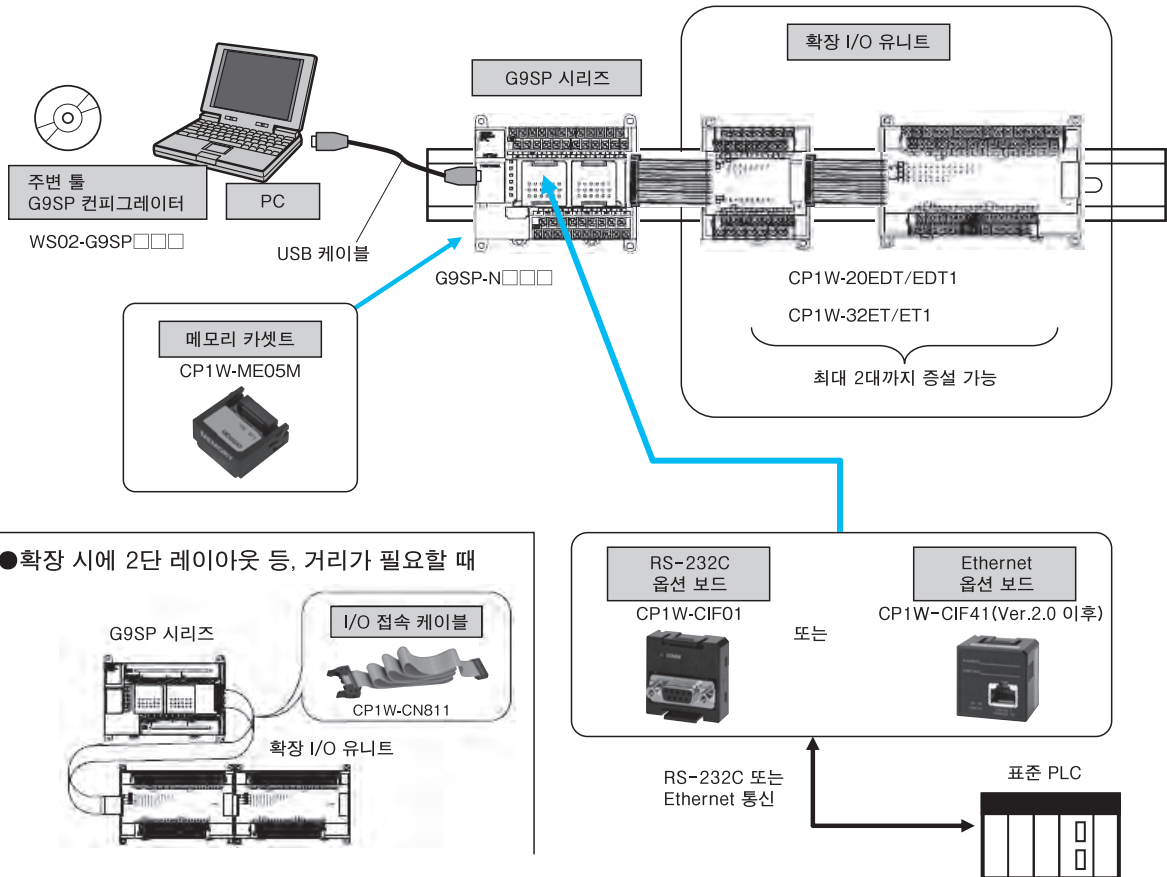 확장 I/O 유니트
G9SP 시리즈
주변 툴
G9SP 컨피그레이터
PC
WS02-G9SP□□□
USB 케이블
G9SP-N□□□
CP1W-20EDT/EDT1
CP1W-32ET/ET1
최대 2대까지 증설 가능
메모리 카셋트
CP1W-ME05M
MEMORY
●확장 시에 2단 레이아웃 등, 거리가 필요할 때
G9SP 시리즈
I/O 접속 케이블
CP1W-CN811
확장 I/O 유니트
RS-232C
옵션 보드
CP1W-CIF01
COMM
또는
Ethernet
옵션 보드
CP1W-CIF41(Ver.2.0 이후)
RS-232C 또는
Ethernet 통신
표준 PLC